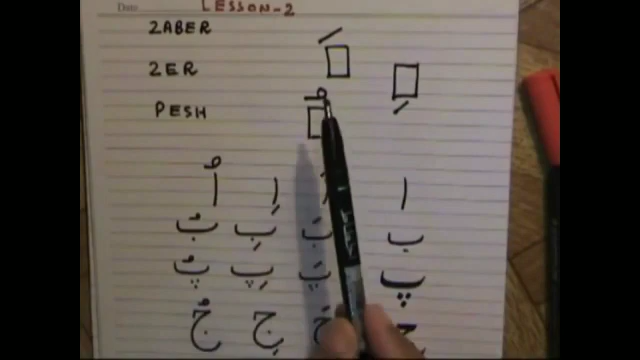 Date LESSON-2
ZABER
ZER
PESH
ا اَ اِ اُ
ب بَ بِ بُ
پ پَ پِ پُ
ج جَ جِ جُ